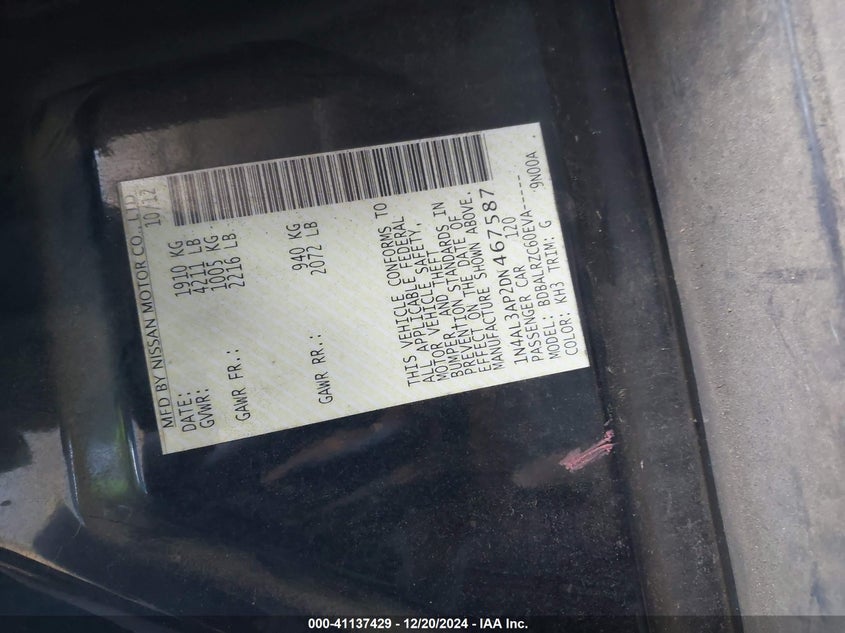 MFD BY NISSAN MOTOR CO., LTD
DATE: 10/12
GVWR: 1910 KG
4211 LB
GAWR FR.: 1005 KG
2216 LB
GAWR RR.: 940 KG
2072 LB
THIS VEHICLE CONFORMS TO
ALL APPLICABLE FEDERAL
MOTOR VEHICLE SAFETY,
BUMPER, AND THEFT
PREVENTION STANDARDS IN
EFFECT ON THE DATE OF
MANUFACTURE SHOWN ABOVE.
1N4AL3AP2DN467587
PASSENGER CAR 120
MODEL: BDBALRZC60EVA-----
COLOR: KH3 TRIM: G 9N00A
000-41137429 - 12/20/2024 - IAA Inc.